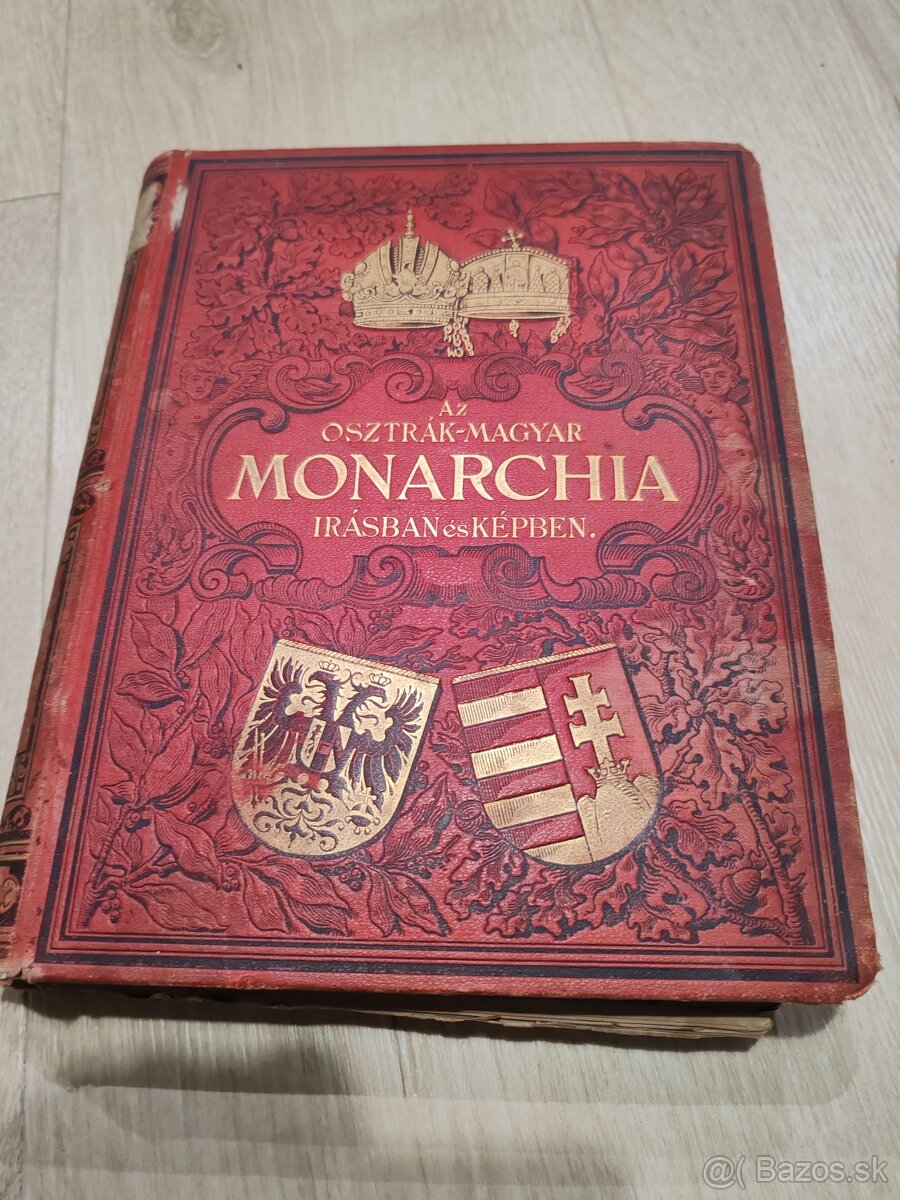 Az
OSZTRÁK-MAGYAR
MONARCHIA
IRÁSBAN és KÉPBEN.
@( Bazos.sk